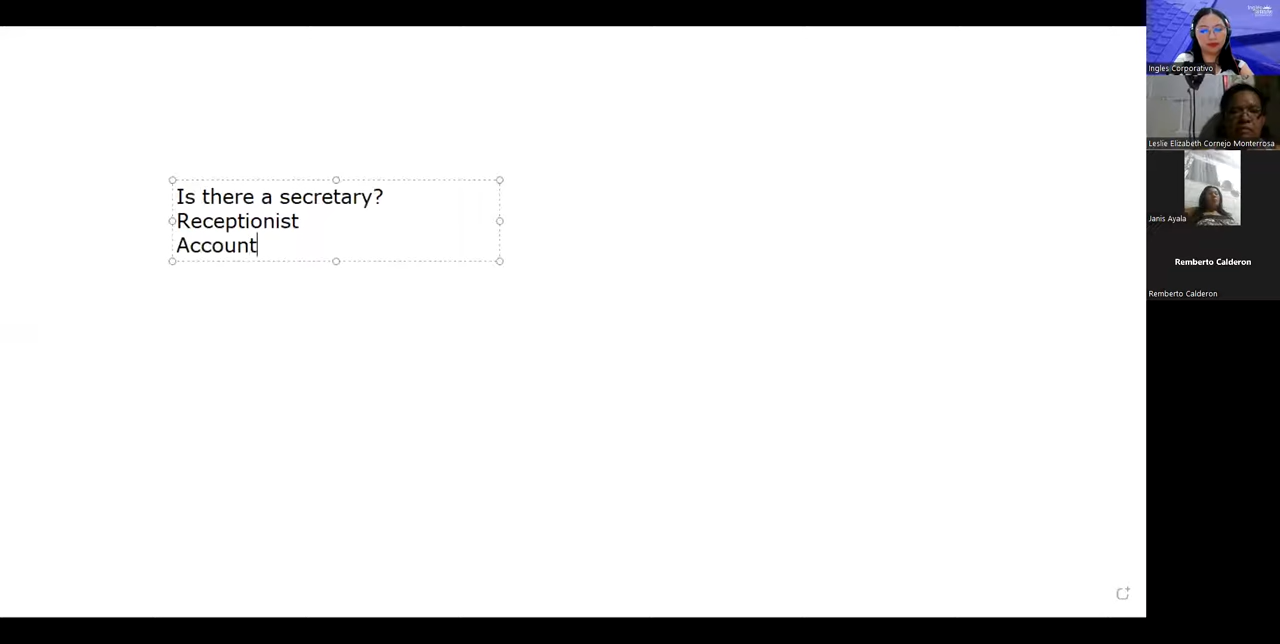 Is there a secretary?
Receptionist
Account
Ingles Corporativo
Leslie Elizabeth Cornejo Monterrosa
Janis Ayala
Remberto Calderon
Remberto Calderon